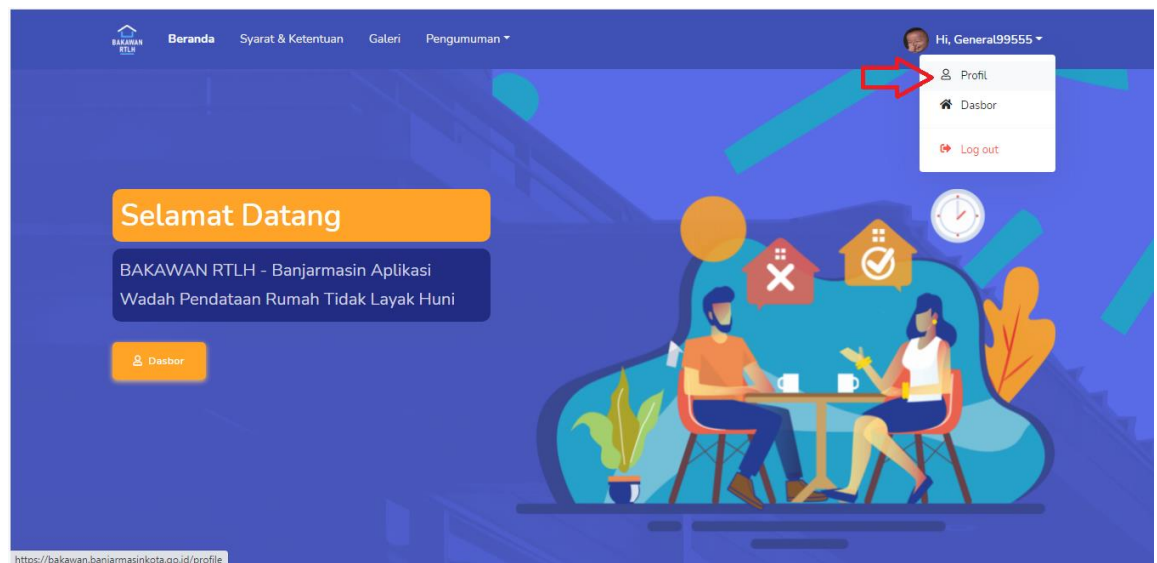 BAKAWAN
RTLH
Beranda
Syarat & Ketentuan
Galeri
Pengumuman
Hi, General99555
Profil
Dasbor
Log out
Selamat Datang
BAKAWAN RTLH - Banjarmasin Aplikasi
Wadah Pendataan Rumah Tidak Layak Huni
Dasbor
https://bakawan.banjarmasinkota.go.id/profile